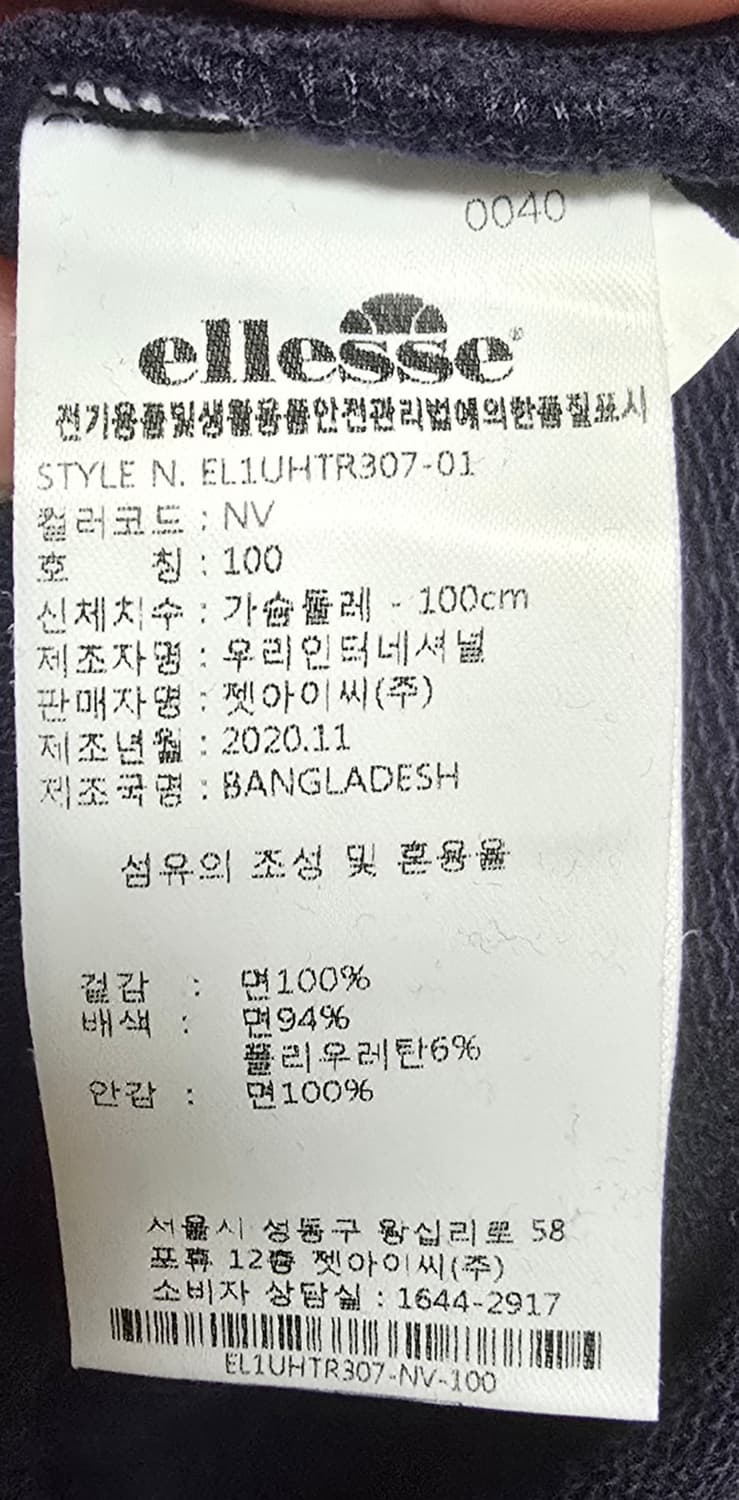 0040
ellesse®
전기용품및생활용품안전관리법에의한품질표시
STYLE N. EL1UHTR307-01
컬러코드 : NV
호 칭 : 100
신체치수 : 가슴둘레 - 100cm
제조자명 : 우리인터네셔널
판매자명 : 젯아이씨(주)
제조년월 : 2020.11
제조국명 : BANGLADESH
섬유의 조성 및 혼용율
겉감 : 면100%
배색 : 면94%
폴리우레탄6%
안감 : 면100%
서울시 성동구 왕십리로 58
포휴 12층 젯아이씨(주)
소비자 상담실 : 1644-2917
EL1UHTR307-NV-100